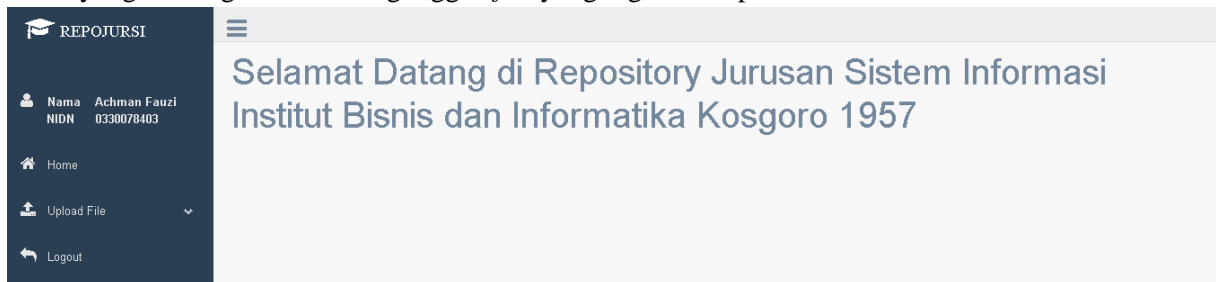 REPOJURSI
Selamat Datang di Repository Jurusan Sistem Informasi
Institut Bisnis dan Informatika Kosgoro 1957
Nama Achman Fauzi
NIDN 0330078403
Home
Upload File
Logout